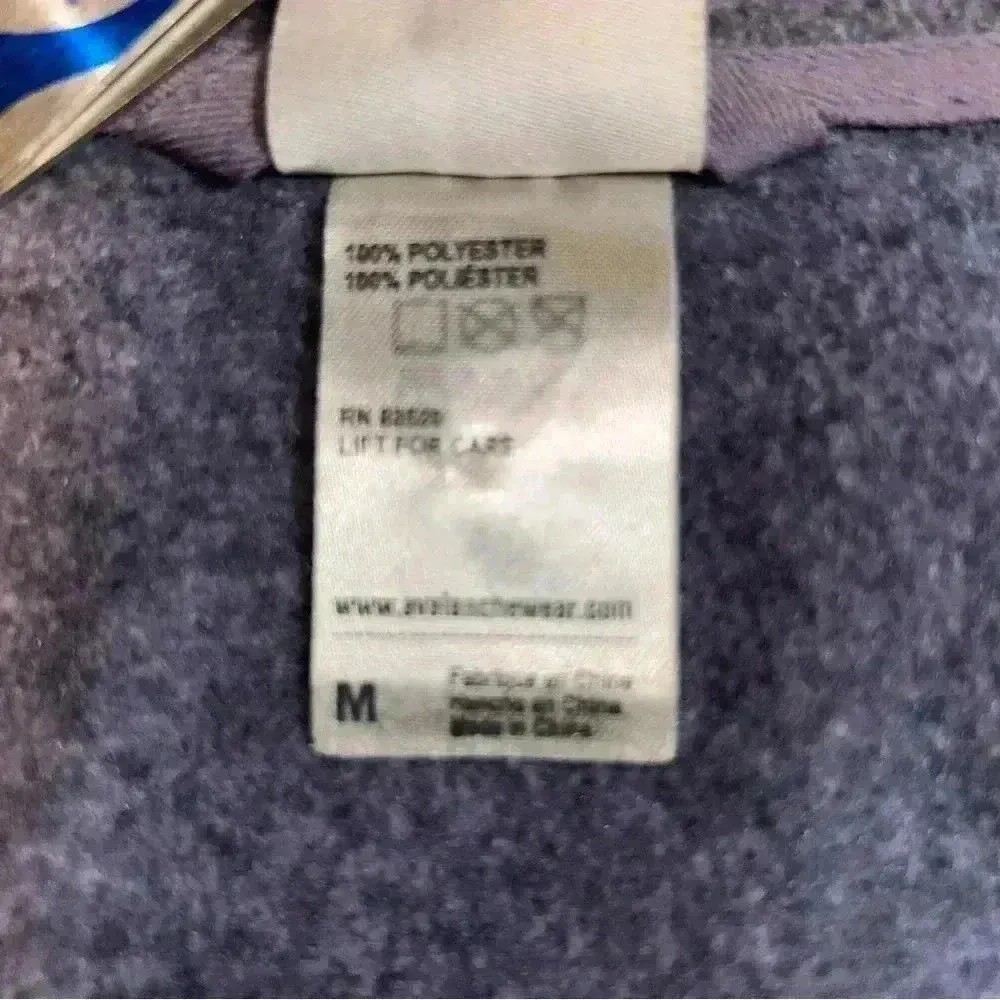 100% POLYESTER
100% POLIÉSTER
RN
LIFT FOR CARE
www.avalanchewear.com
M
Fabriqué en Chine
Hecho en China
Made in China